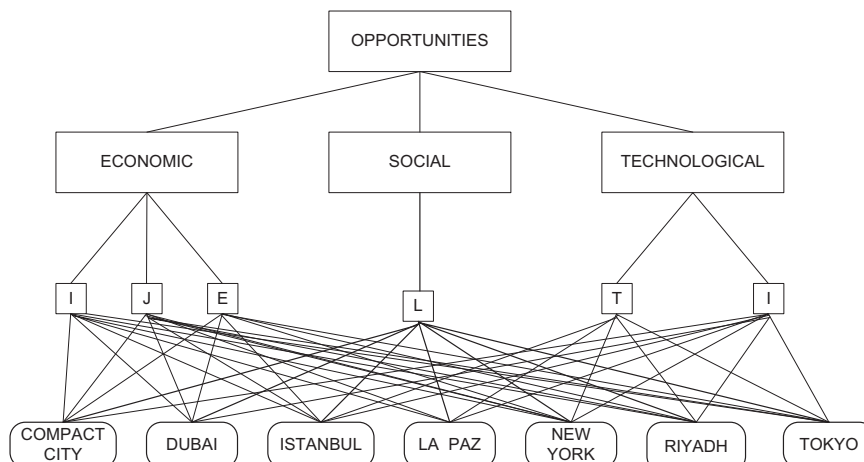 OPPORTUNITIES
ECONOMIC
SOCIAL
TECHNOLOGICAL
I
J
E
L
T
I
COMPACT
CITY
DUBAI
ISTANBUL
LA PAZ
NEW
YORK
RIYADH
TOKYO